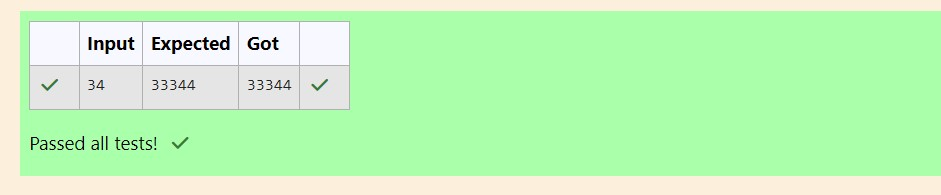 Input Expected Got
34 33344 33344
Passed all tests!